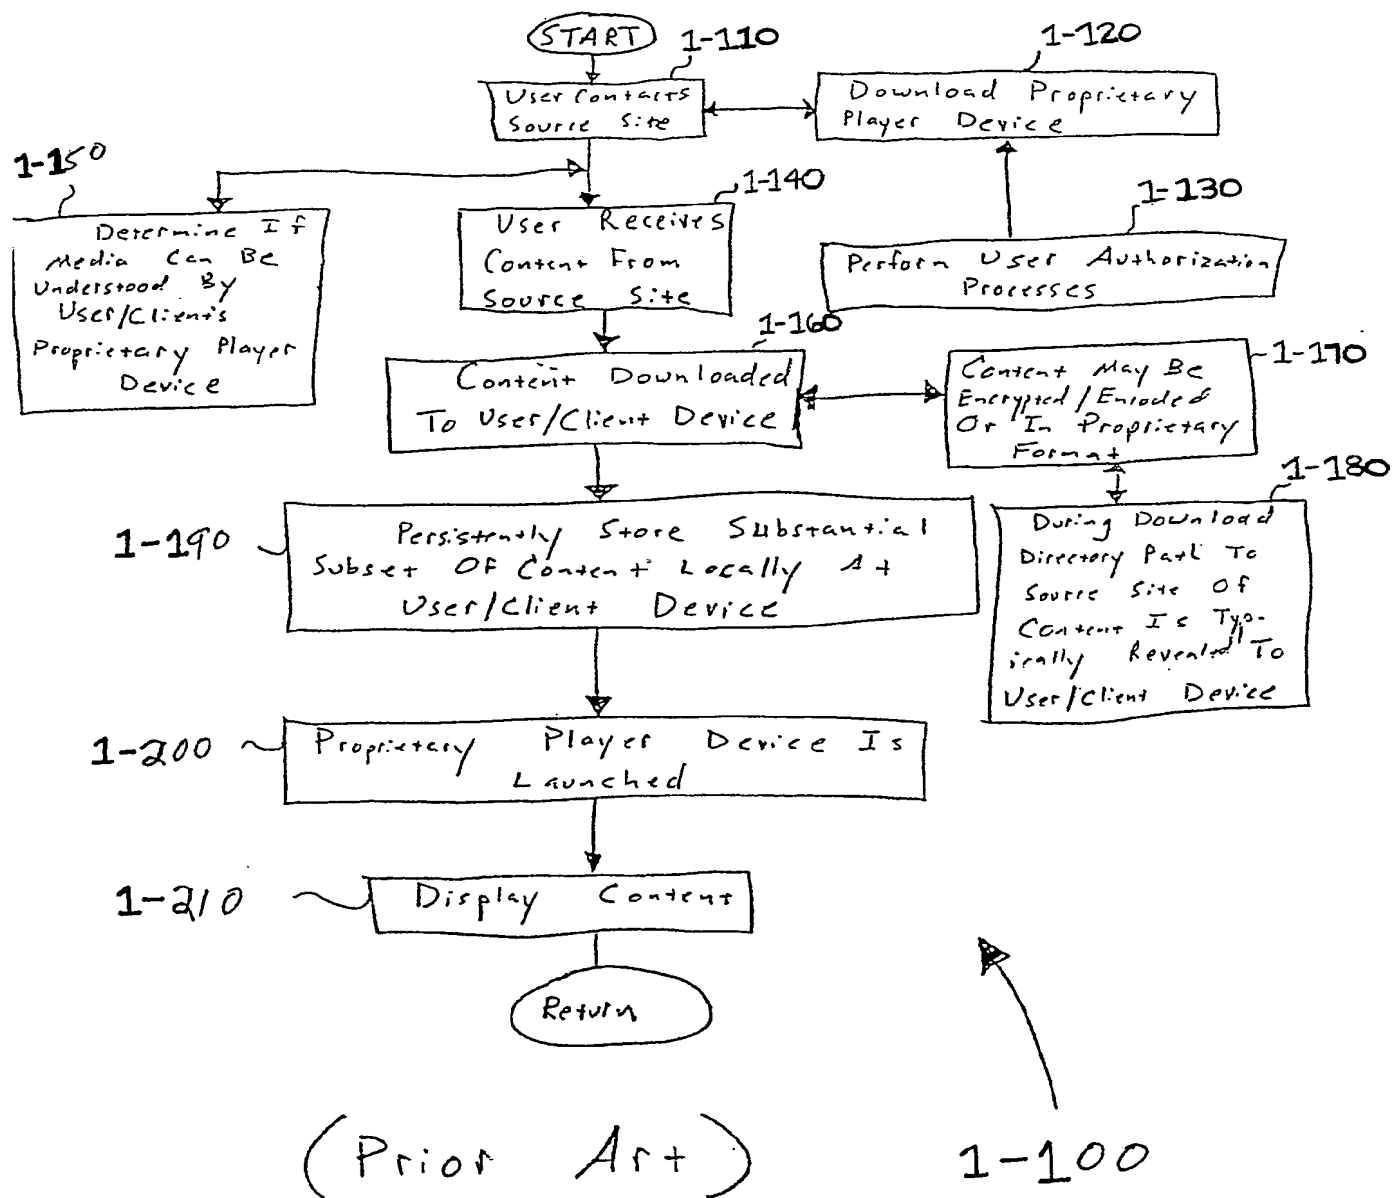 START
1-110
1-120
User Contacts
Source Site
Download Proprietary
Player Device
1-150
1-140
1-130
Determine If
Media Can Be
Understood By
User/Clients
Proprietary Player
Device
User Receives
Content From
Source Site
Perform User Authorization
Processes
1-160
1-170
Content Downloaded
To User/Client Device
Content May Be
Encrypted/Encoded
Or In Proprietary
Format
1-180
1-190
Persistently Store Substantial
Subset Of Content Locally At
User/Client Device
During Download
Directory Path To
Source Site Of
Content Is Typ-
ically Revealed To
User/Client Device
1-200
Proprietary Player Device Is
Launched
1-210
Display Content
Return
(Prior Art)
1-100